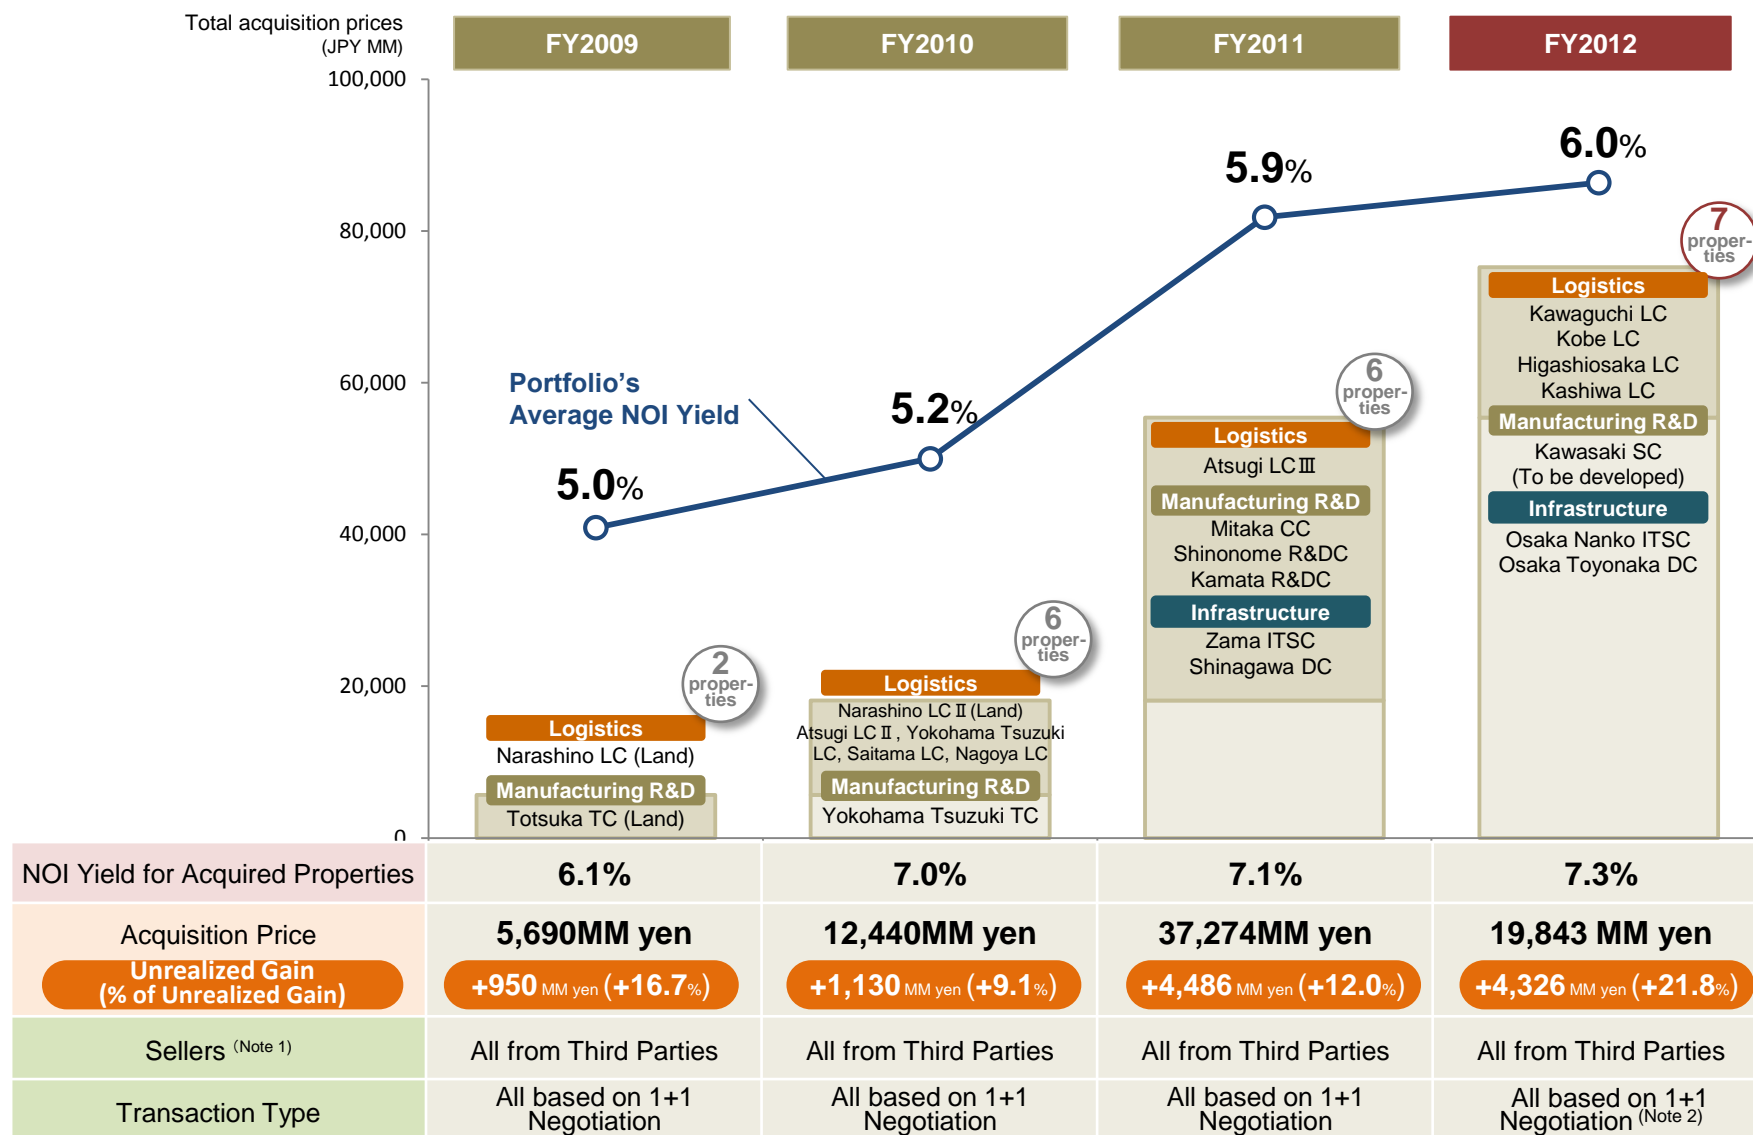 Total acquisition prices
(JPY MM)
FY2009
FY2010
FY2011
FY2012
100,000
80,000
60,000
40,000
20,000
0
Portfolio's
Average NOI Yield
5.0%
5.2%
5.9%
6.0%
2
proper-
ties
Logistics
Narashino LC (Land)
Manufacturing R&D
Totsuka TC (Land)
6
proper-
ties
Logistics
Narashino LCⅡ(Land)
Atsugi LCⅡ, Yokohama Tsuzuki
LC, Saitama LC, Nagoya LC
Manufacturing R&D
Yokohama Tsuzuki TC
6
proper-
ties
Logistics
Atsugi LCⅢ
Manufacturing R&D
Mitaka CC
Shinonome R&DC
Kamata R&DC
Infrastructure
Zama ITSC
Shinagawa DC
7
proper-
ties
Logistics
Kawaguchi LC
Kobe LC
Higashiosaka LC
Kashiwa LC
Manufacturing R&D
Kawasaki SC
(To be developed)
Infrastructure
Osaka Nanko ITSC
Osaka Toyonaka DC
NOI Yield for Acquired Properties
6.1%
7.0%
7.1%
7.3%
Acquisition Price
5,690MM yen
12,440MM yen
37,274MM yen
19,843 MM yen
Unrealized Gain
(% of Unrealized Gain)
+950 MM yen (+16.7%)
+1,130 MM yen (+9.1%)
+4,486 MM yen (+12.0%)
+4,326 MM yen (+21.8%)
Sellers (Note 1)
All from Third Parties
All from Third Parties
All from Third Parties
All from Third Parties
Transaction Type
All based on 1+1
Negotiation
All based on 1+1
Negotiation
All based on 1+1
Negotiation
All based on 1+1
Negotiation (Note 2)